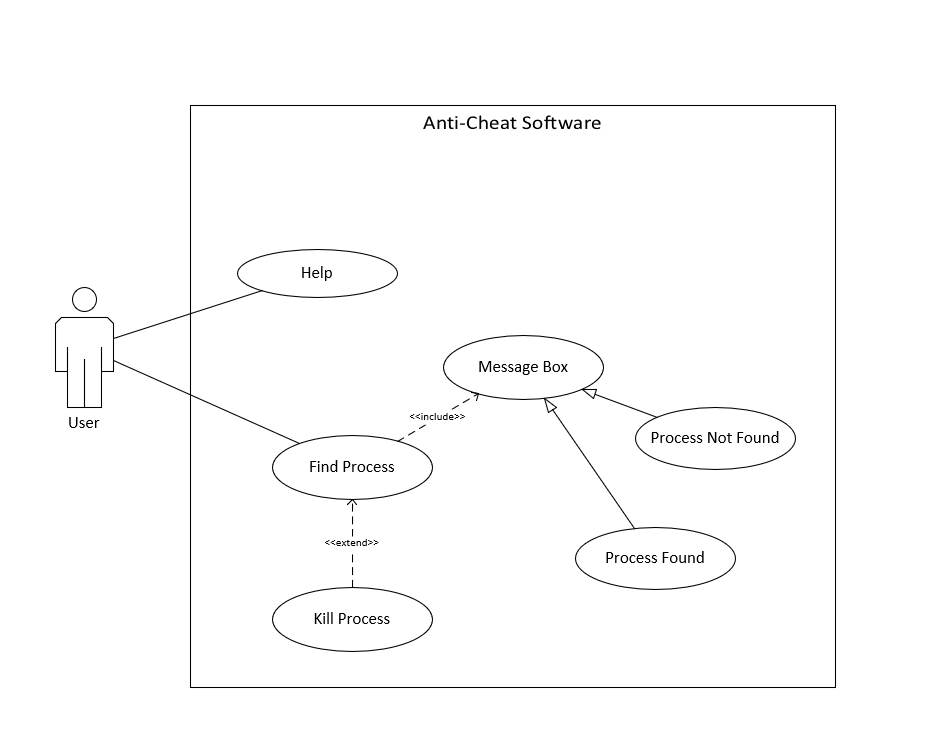 Anti-Cheat Software
Help
Message Box
<<include>>
User
Process Not Found
Find Process
<<extend>>
Process Found
Kill Process